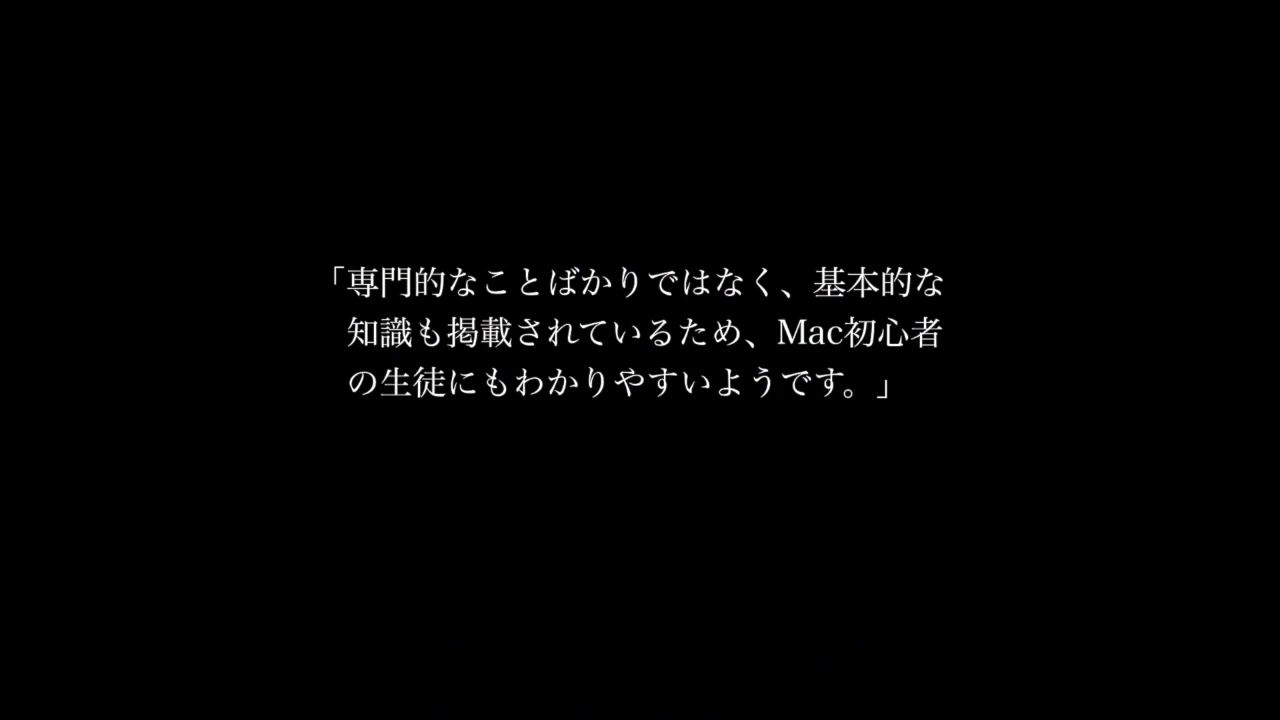 「専門的なことばかりではなく、基本的な
知識も掲載されているため、Mac初心者
の生徒にもわかりやすいようです。」